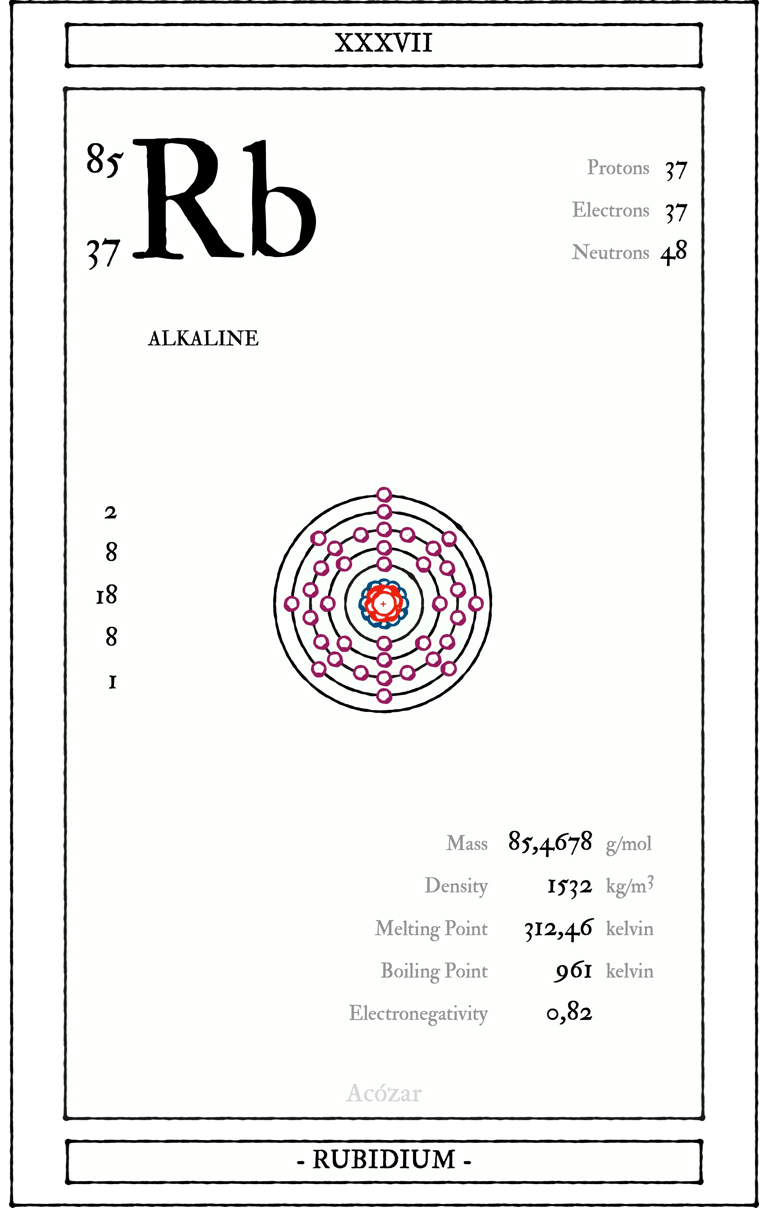 XXXVII
85
Rb
37
Protons 37
Electrons 37
Neutrons 48
ALKALINE
2
8
18
8
1
+
Mass 85,4678 g/mol
Density 1532 kg/m³
Melting Point 312,46 kelvin
Boiling Point 961 kelvin
Electronegativity 0,82
Acózar
- RUBIDIUM -